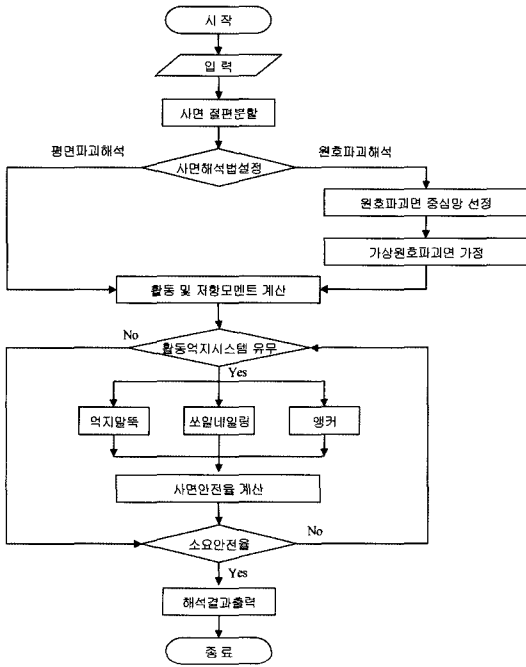 시 작
입 력
사면 절편분할
평면파괴해석
사면해석법설정
원호파괴해석
원호파괴면 중심망 선정
가상원호파괴면 가정
활동 및 저항모멘트 계산
No
활동억지시스템 유무
Yes
억지말뚝
쏘일네일링
앵커
사면안전율 계산
소요안전율
No
Yes
해석결과출력
종 료